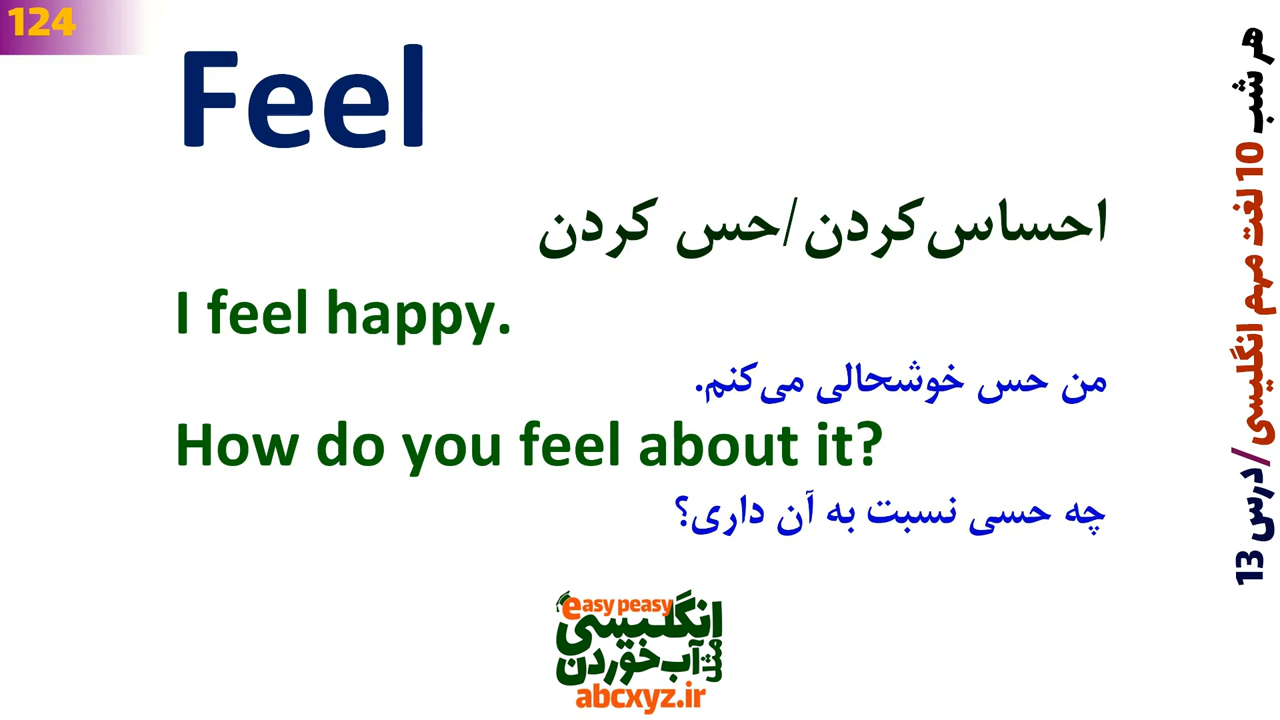 124
Feel
احساس‌کردن/حس کردن
I feel happy.
من حس خوشحالی می‌کنم.
How do you feel about it?
چه حسی نسبت به آن داری؟
هر شب 10 لغت مهم انگلیسی/درس 13
easy peasy
انگلیسی
مثل آب خوردن
abcxyz.ir